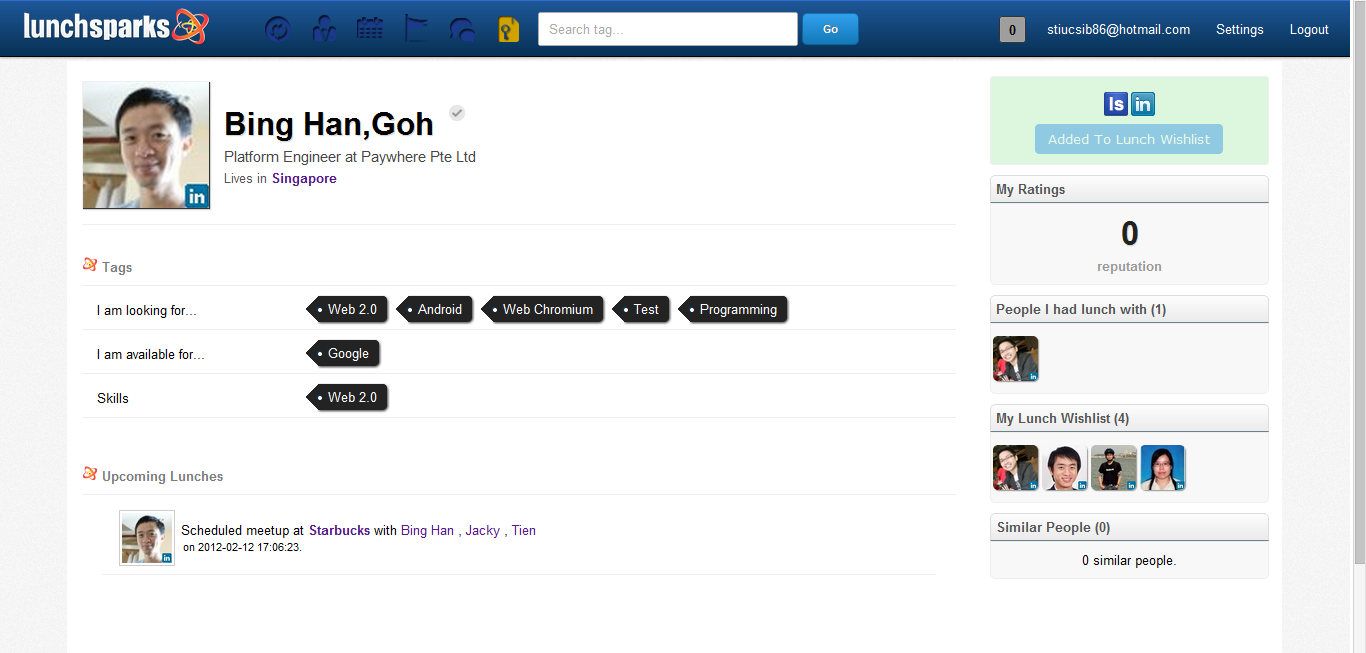 lunchsparks
Search tag...
Go
0
stiucsib86@hotmail.com
Settings
Logout
Bing Han,Goh
Platform Engineer at Paywhere Pte Ltd
Lives in Singapore
in
Tags
I am looking for...
Web 2.0
Android
Web Chromium
Test
Programming
I am available for...
Google
Skills
Web 2.0
Upcoming Lunches
Scheduled meetup at Starbucks with Bing Han , Jacky , Tien
on 2012-02-12 17:06:23.
in
ls in
Added To Lunch Wishlist
My Ratings
0
reputation
People I had lunch with (1)
in
My Lunch Wishlist (4)
in in in in
Similar People (0)
0 similar people.